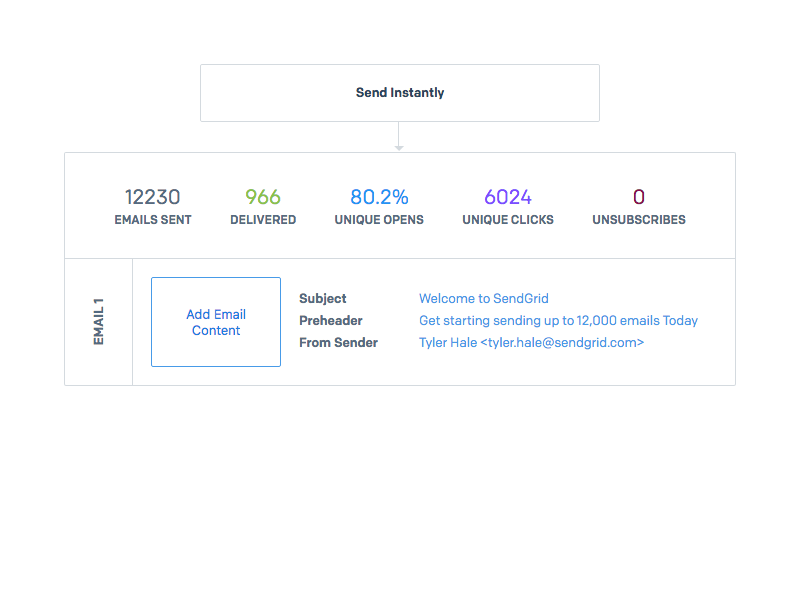 Send Instantly
12230 966 80.2% 6024 0
EMAILS SENT DELIVERED UNIQUE OPENS UNIQUE CLICKS UNSUBSCRIBES
EMAIL 1
Add Email
Content
Subject Welcome to SendGrid
Preheader Get starting sending up to 12,000 emails Today
From Sender Tyler Hale <tyler.hale@sendgrid.com>